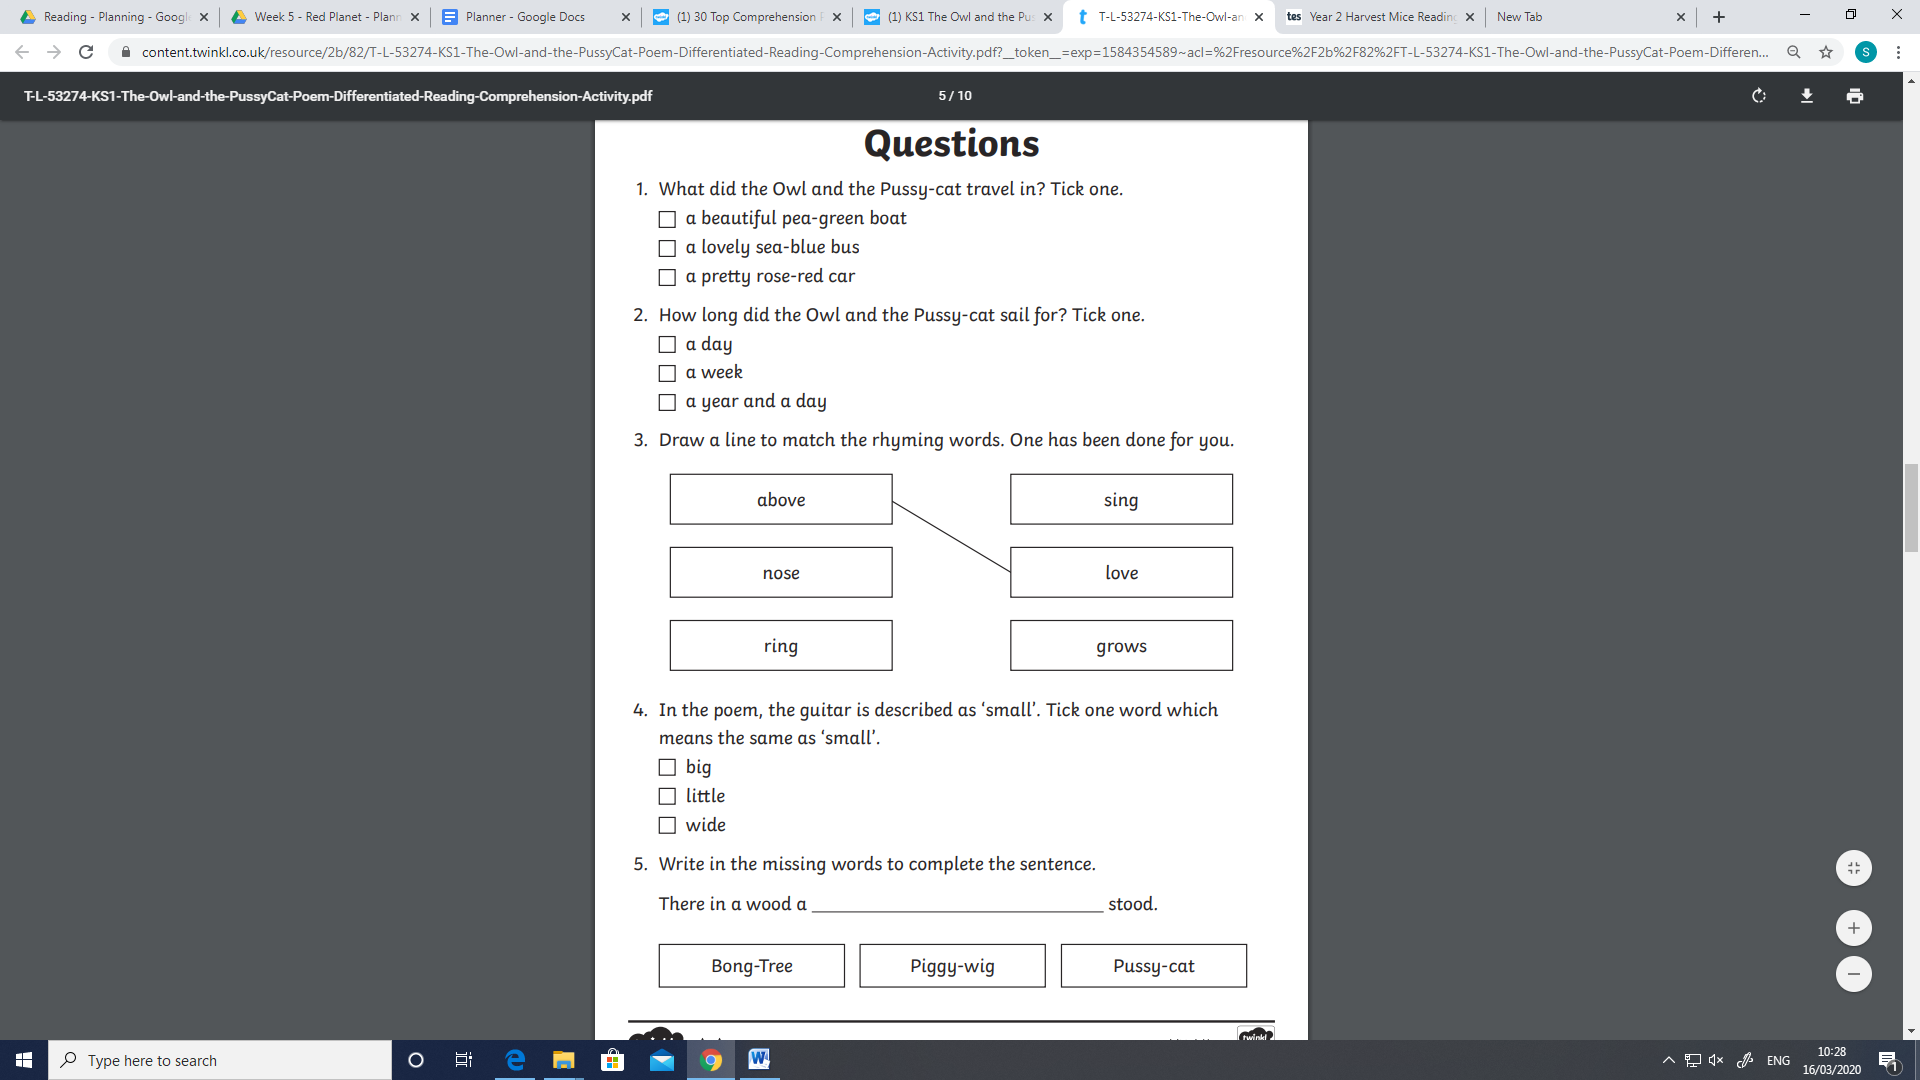 Reading - Planning - Googl
Week 5 - Red Planet - Plann
Planner - Google Docs
(1) 30 Top Comprehension
(1) KS1 The Owl and the Pu
T-L-53274-KS1-The-Owl-an
tes Year 2 Harvest Mice Reading
New Tab
content.twinkl.co.uk/resource/2b/82/T-L-53274-KS1-The-Owl-and-the-PussyCat-Poem-Differentiated-Reading-Comprehension-Activity.pdf?__token__=exp=1584354589~acl=%2Fresource%2F2b%2F82%2FT-L-53274-KS1-The-Owl-and-the-PussyCat-Poem-Differen...
S
T-L-53274-KS1-The-Owl-and-the-PussyCat-Poem-Differentiated-Reading-Comprehension-Activity.pdf
5 / 10
Questions
1. What did the Owl and the Pussy-cat travel in? Tick one.
a beautiful pea-green boat
a lovely sea-blue bus
a pretty rose-red car
2. How long did the Owl and the Pussy-cat sail for? Tick one.
a day
a week
a year and a day
3. Draw a line to match the rhyming words. One has been done for you.
above sing
nose love
ring grows
4. In the poem, the guitar is described as ‘small’. Tick one word which
means the same as ‘small’.
big
little
wide
5. Write in the missing words to complete the sentence.
There in a wood a ______________________________ stood.
Bong-Tree Piggy-wig Pussy-cat
twinkl
Type here to search
ENG
10:28
16/03/2020
1